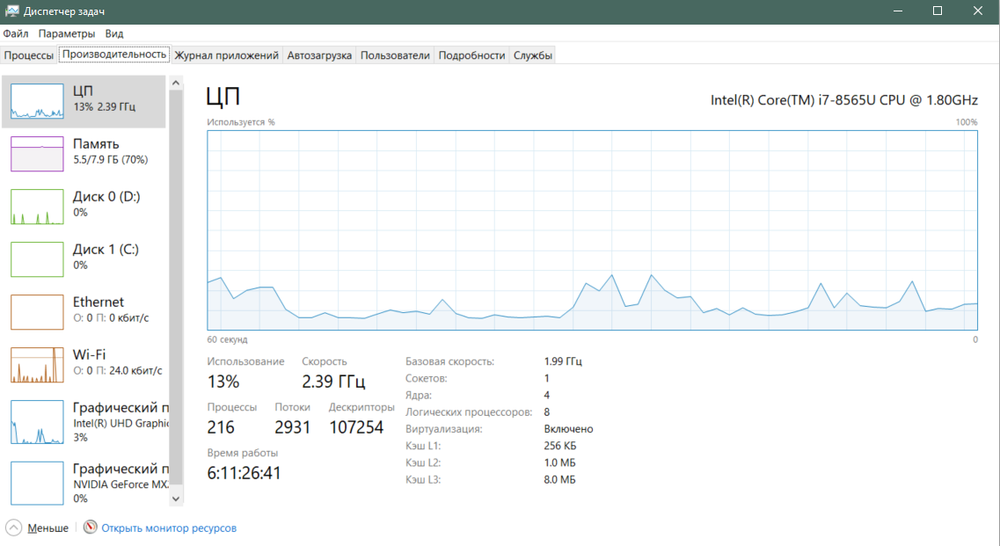 Диспетчер задач
Файл Параметры Вид
Процессы Производительность Журнал приложений Автозагрузка Пользователи Подробности Службы
ЦП
13% 2.39 ГГц
Память
5.5/7.9 ГБ (70%)
Диск 0 (D:)
0%
Диск 1 (C:)
0%
Ethernet
О: 0 П: 0 кбит/с
Wi-Fi
О: 0 П: 24.0 кбит/с
Графический п
Intel(R) UHD Graphic
3%
Графический п
NVIDIA GeForce MX
0%
ЦП
Intel(R) Core(TM) i7-8565U CPU @ 1.80GHz
Используется % 100%
60 секунд 0
Использование Скорость
13% 2.39 ГГц
Процессы Потоки Дескрипторы
216 2931 107254
Время работы
6:11:26:41
Базовая скорость: 1.99 ГГц
Сокетов: 1
Ядра: 4
Логических процессоров: 8
Виртуализация: Включено
Кэш L1: 256 КБ
Кэш L2: 1.0 МБ
Кэш L3: 8.0 МБ
Меньше Открыть монитор ресурсов